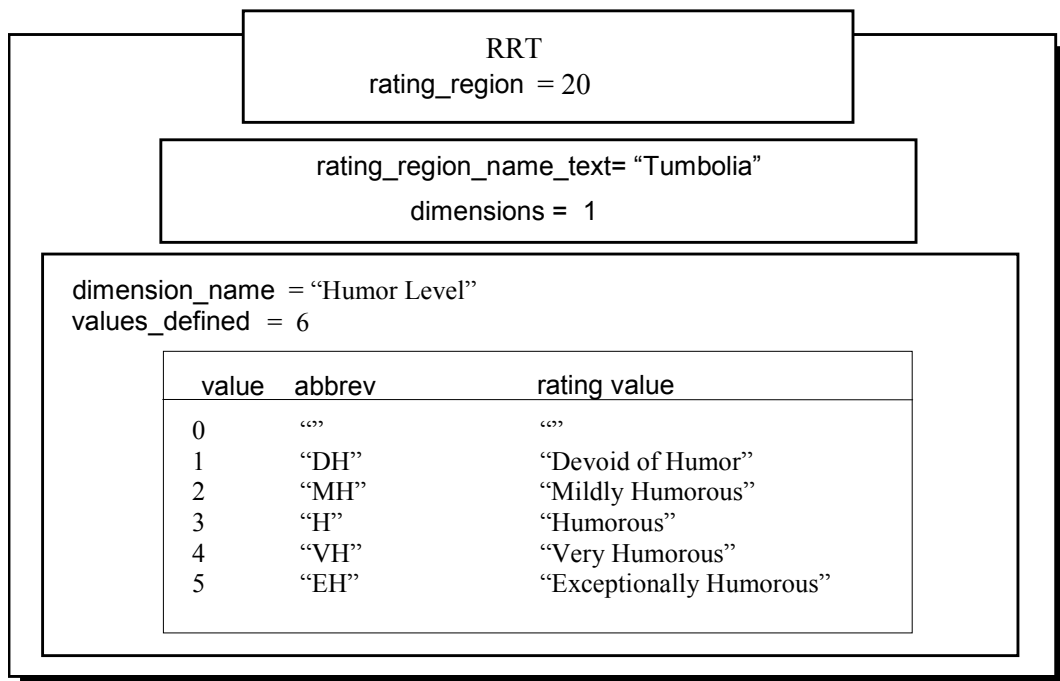 RRT
rating_region = 20
rating_region_name_text= “Tumbolia”
dimensions = 1
dimension_name = “Humor Level”
values_defined = 6
value abbrev rating value
0 “” “”
1 “DH” “Devoid of Humor”
2 “MH” “Mildly Humorous”
3 “H” “Humorous”
4 “VH” “Very Humorous”
5 “EH” “Exceptionally Humorous”